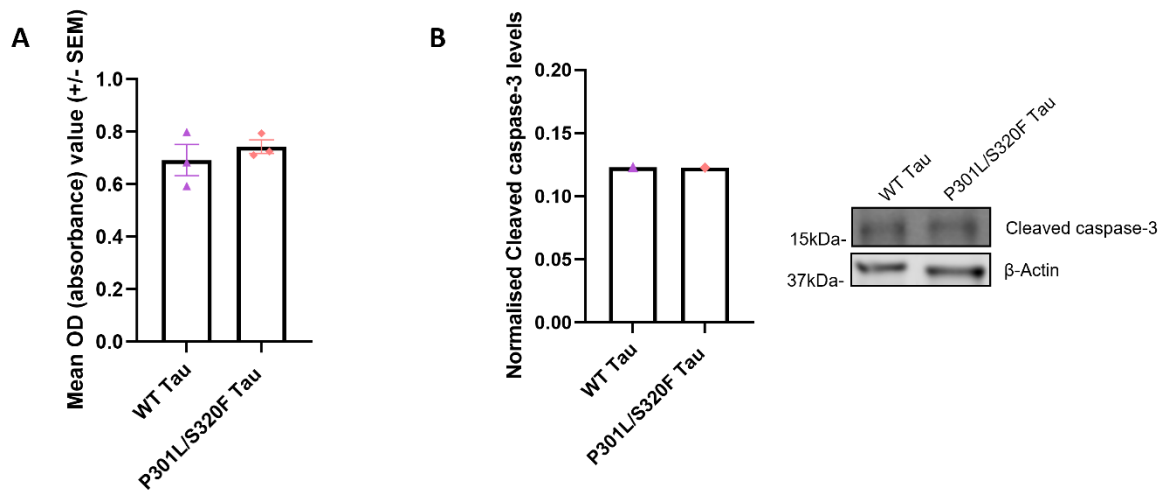 A
Mean OD (absorbance) value (+/- SEM)
1.0
0.8
0.6
0.4
0.2
0.0
WT Tau
P301L/S320F Tau
B
Normalised Cleaved caspase-3 levels
0.20
0.15
0.10
0.05
0.00
WT Tau
P301L/S320F Tau
WT Tau
P301L/S320F Tau
15kDa-
Cleaved caspase-3
37kDa-
β-Actin